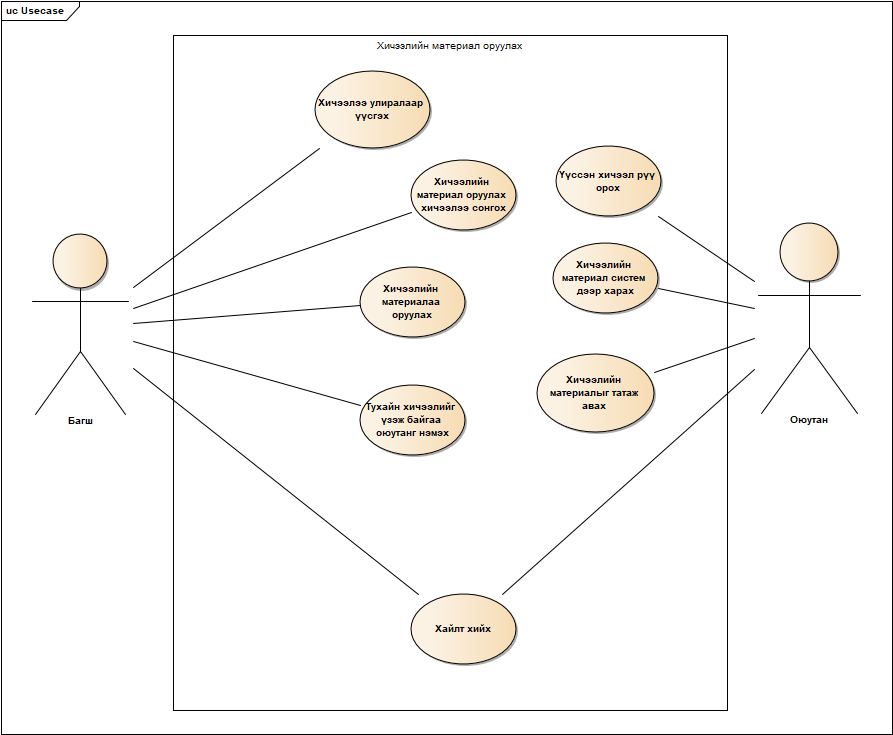 uc Usecase
Хичээлийн материал оруулах
Хичээлээ улиралаар
үүсгэх
Хичээлийн
материал оруулах
хичээлээ сонгох
Үүссэн хичээл рүү
орох
Хичээлийн
материал систем
дээр харах
Хичээлийн
материалаа
оруулах
Хичээлийн
материалыг татаж
авах
Тухайн хичээлийг
үзэж байгаа
оюутанг нэмэх
Багш
Оюутан
Хайлт хийх